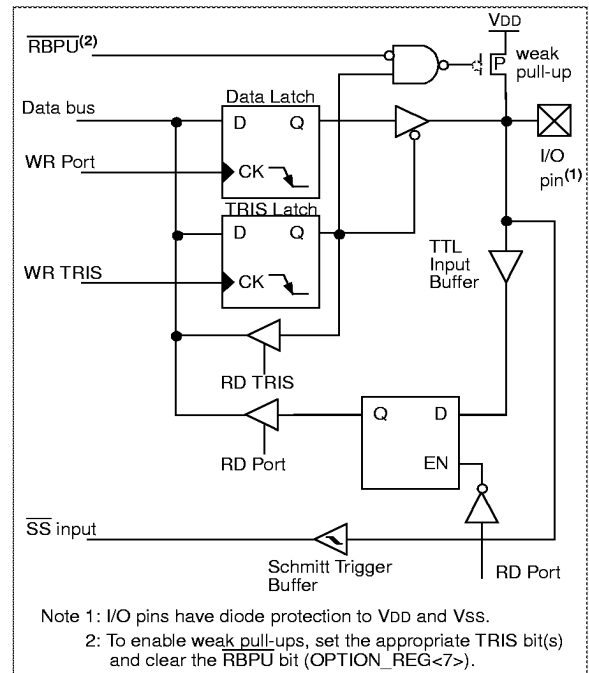 VDD
RBPU(2)
P
weak
pull-up
Data bus
Data Latch
D Q
WR Port
CK
I/O
pin(1)
TRIS Latch
D Q
WR TRIS
CK
TTL
Input
Buffer
RD TRIS
Q D
EN
RD Port
SS input
Schmitt Trigger
Buffer
RD Port
Note 1: I/O pins have diode protection to VDD and VSS.
2: To enable weak pull-ups, set the appropriate TRIS bit(s)
and clear the RBPU bit (OPTION_REG<7>).